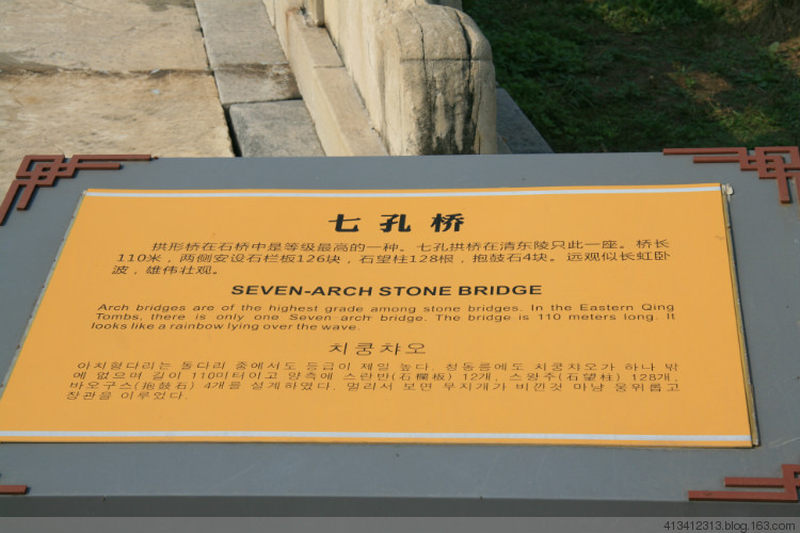 七孔桥
拱形桥在石桥中是等级最高的一种。七孔拱桥在清东陵只此一座。桥长
110米，两侧安设石栏板126块，石望柱128根，抱鼓石4块。远观似长虹卧
波，雄伟壮观。
SEVEN-ARCH STONE BRIDGE
Arch bridges are of the highest grade among stone bridges. In the Eastern Qing
Tombs, there is only one Seven arch bridge. The bridge is 110 meters long. It
looks like a rainbow lying over the wave.
치쿵챠오
아치형다리는 돌다리 중에서도 등급이 제일 높다. 청동릉에도 치쿵챠오가 하나 밖
에 없으며 길이 110미터이고 양측에 스란반(石欄板) 12개, 스왕주(石望柱) 128개,
바오구스(抱鼓石) 4개를 설계하였다. 멀리서 보면 무지개가 비낀것 마냥 웅위롭고
장관을 이루었다.
413412313.blog.163.com